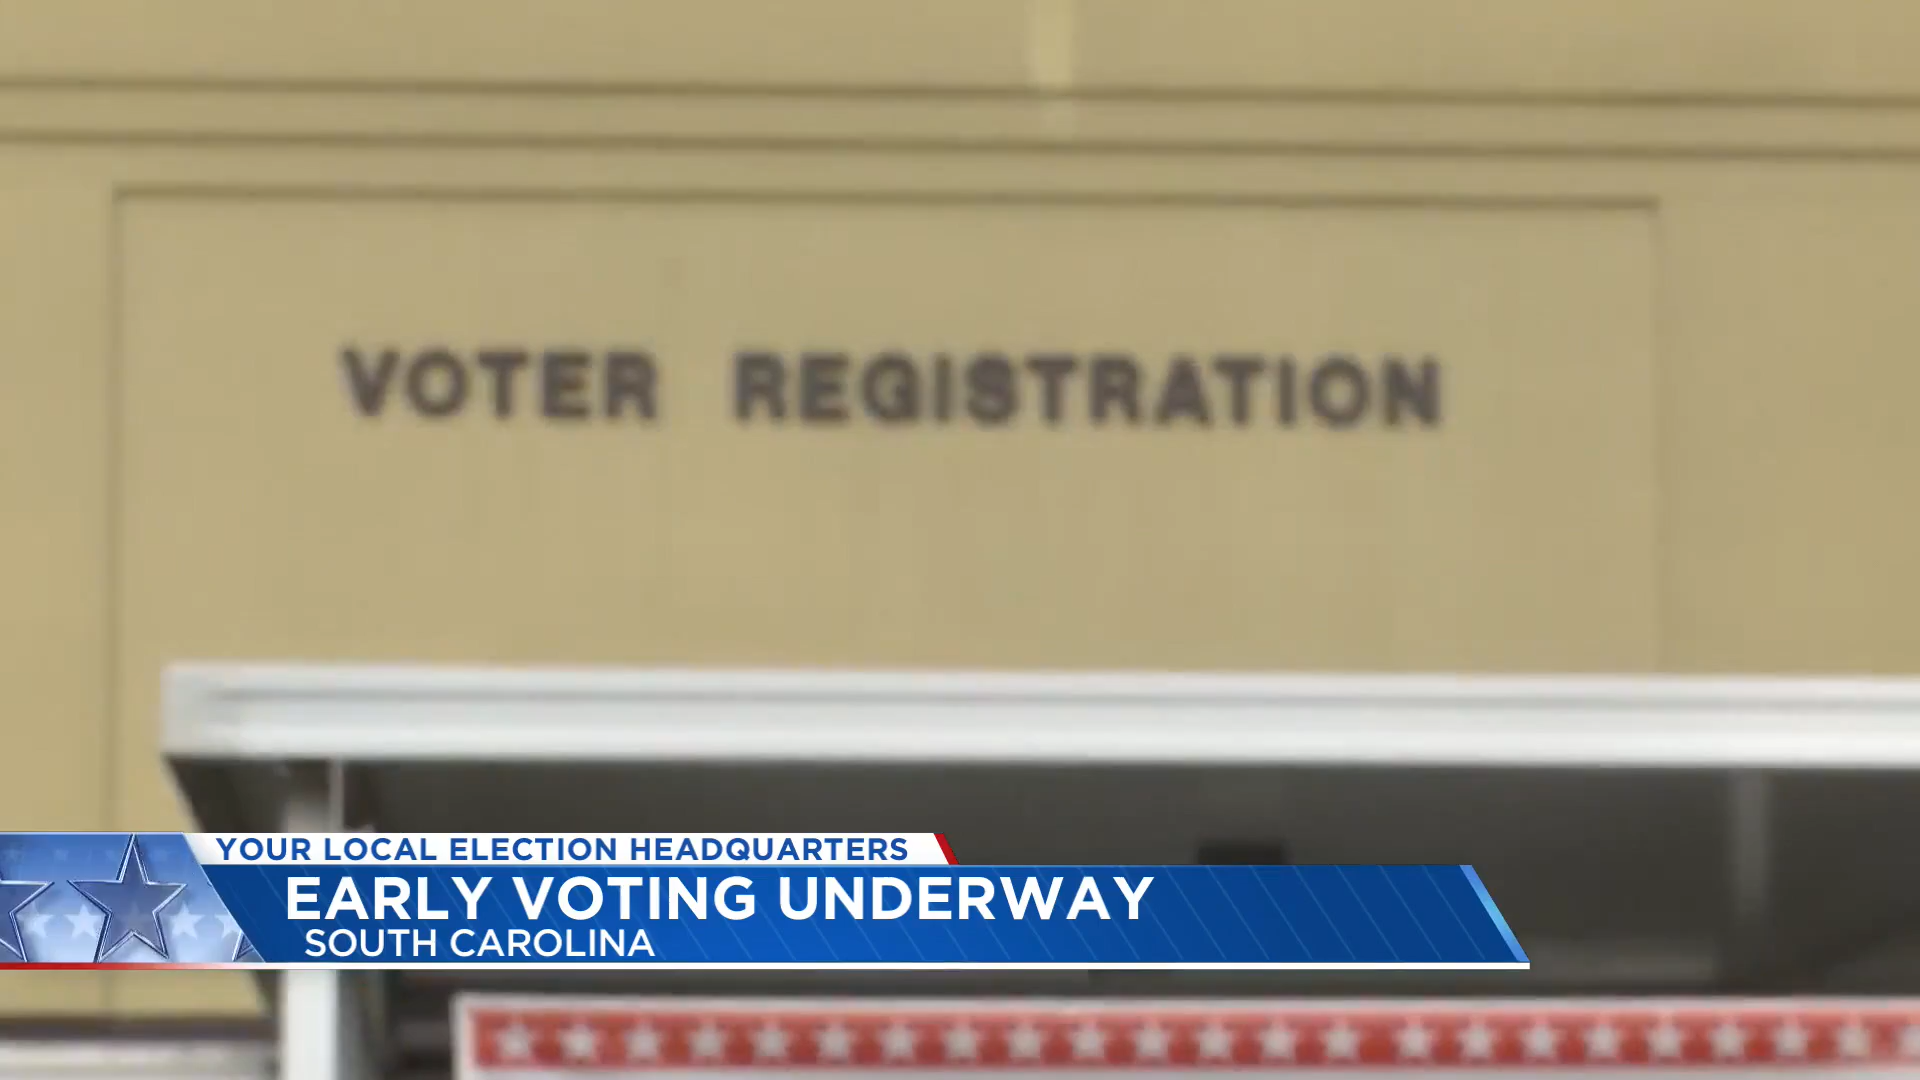 VOTER REGISTRATION
YOUR LOCAL ELECTION HEADQUARTERS
EARLY VOTING UNDERWAY
SOUTH CAROLINA